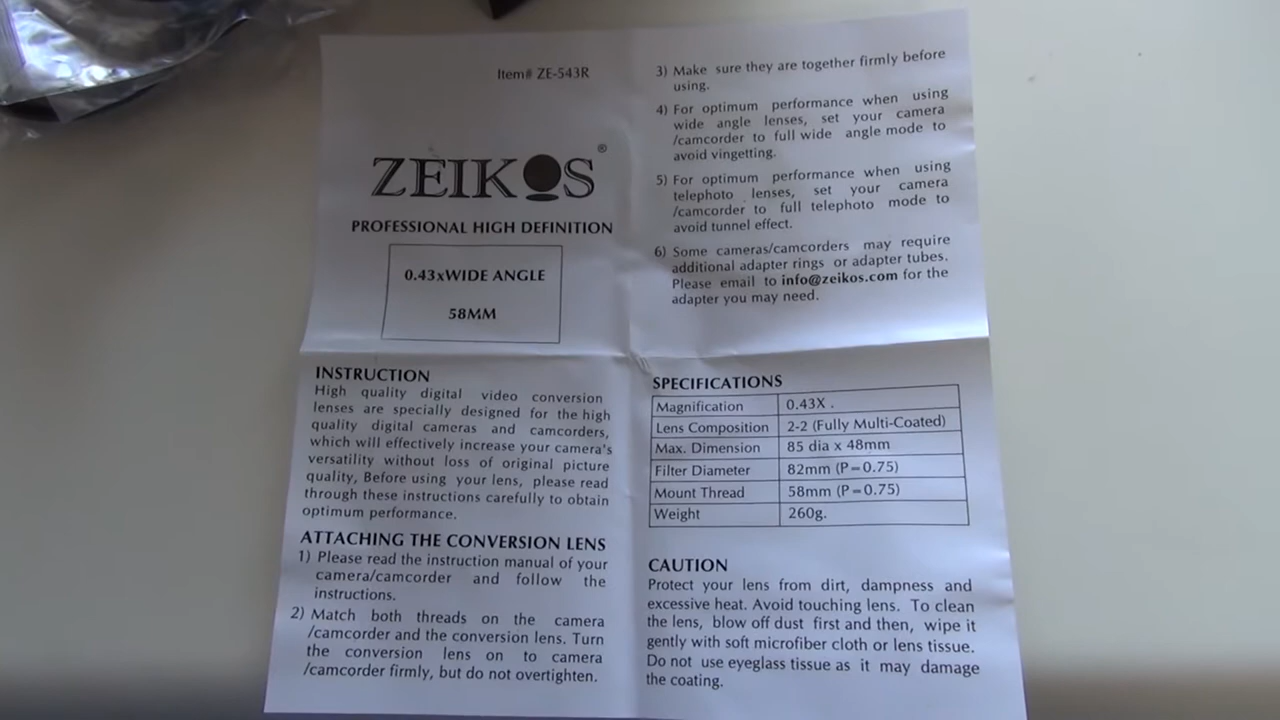 Item# ZE-543R
ZEIKOS®
PROFESSIONAL HIGH DEFINITION
0.43xWIDE ANGLE
58MM
INSTRUCTION
High quality digital video conversion
lenses are specially designed for the high
quality digital cameras and camcorders,
which will effectively increase your camera's
versatility without loss of original picture
quality, Before using your lens, please read
through these instructions carefully to obtain
optimum performance.
ATTACHING THE CONVERSION LENS
1) Please read the instruction manual of your
camera/camcorder and follow the
instructions.
2) Match both threads on the camera
/camcorder and the conversion lens. Turn
the conversion lens on to camera
/camcorder firmly, but do not overtighten.
3) Make sure they are together firmly before
using.
4) For optimum performance when using
wide angle lenses, set your camera
/camcorder to full wide angle mode to
avoid vingetting.
5) For optimum performance when using
telephoto lenses, set your camera
/camcorder to full telephoto mode to
avoid tunnel effect.
6) Some cameras/camcorders may require
additional adapter rings or adapter tubes.
Please email to info@zeikos.com for the
adapter you may need.
SPECIFICATIONS
Magnification 0.43X .
Lens Composition 2-2 (Fully Multi-Coated)
Max. Dimension 85 dia x 48mm
Filter Diameter 82mm (P=0.75)
Mount Thread 58mm (P=0.75)
Weight 260g.
CAUTION
Protect your lens from dirt, dampness and
excessive heat. Avoid touching lens. To clean
the lens, blow off dust first and then, wipe it
gently with soft microfiber cloth or lens tissue.
Do not use eyeglass tissue as it may damage
the coating.